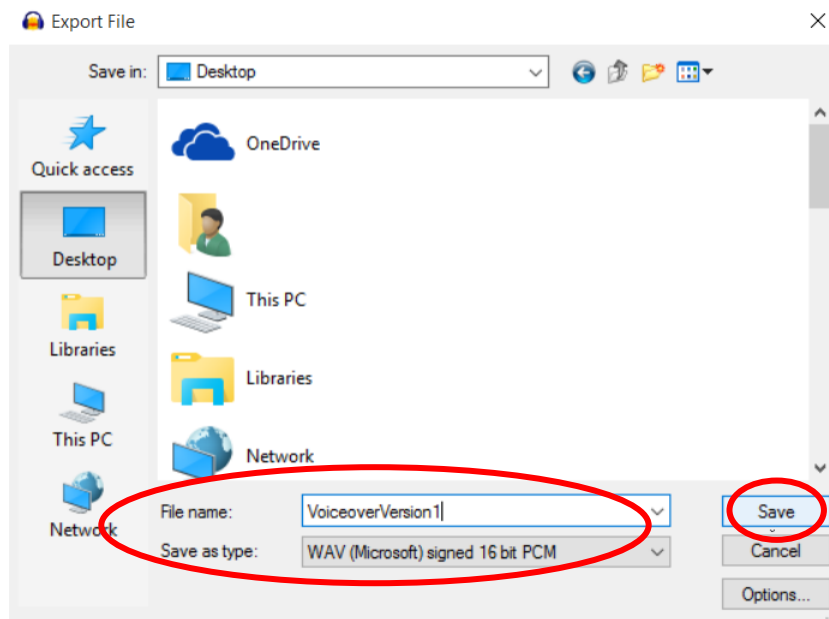 Export File
Save in: Desktop
Quick access
Desktop
Libraries
This PC
Network
OneDrive
This PC
Libraries
Network
File name: VoiceoverVersion1
Save
Save as type: WAV (Microsoft) signed 16 bit PCM
Cancel
Options...